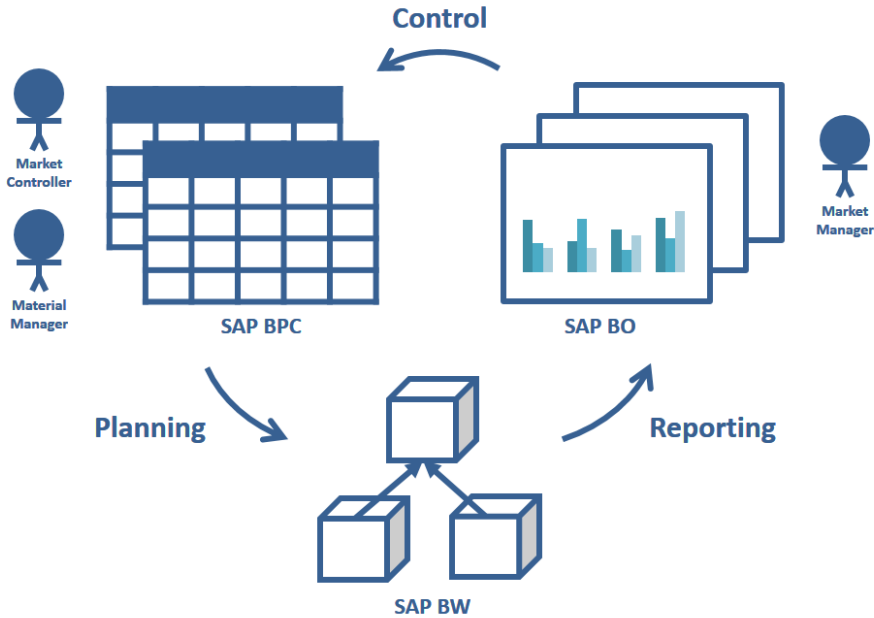 Control
Market
Controller
Material
Manager
Market
Manager
SAP BPC
SAP BO
Planning
Reporting
SAP BW